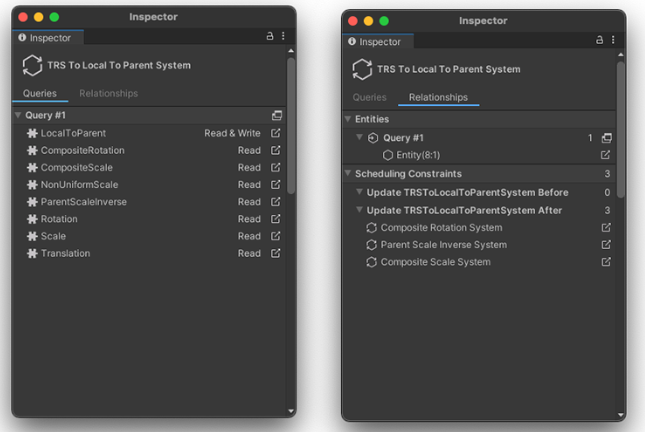 Inspector
Inspector
TRS To Local To Parent System
Queries Relationships
Query #1
LocalToParent Read & Write
CompositeRotation Read
CompositeScale Read
NonUniformScale Read
ParentScaleInverse Read
Rotation Read
Scale Read
Translation Read
Inspector
Inspector
TRS To Local To Parent System
Queries Relationships
Entities
Query #1 1
Entity(8:1)
Scheduling Constraints 3
Update TRSToLocalToParentSystem Before 0
Update TRSToLocalToParentSystem After 3
Composite Rotation System
Parent Scale Inverse System
Composite Scale System